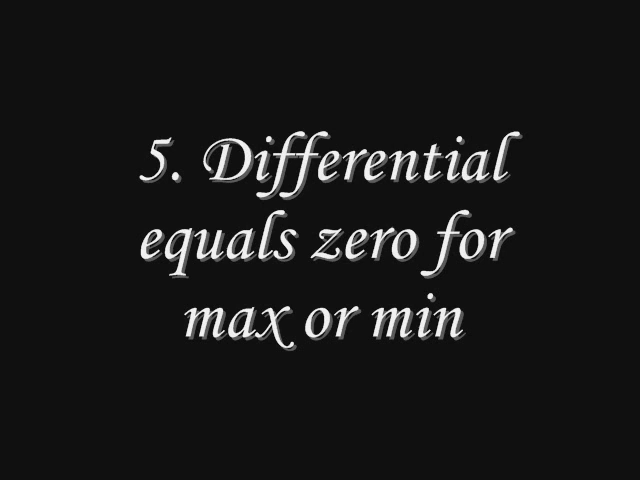 5. Differential
equals zero for
max or min